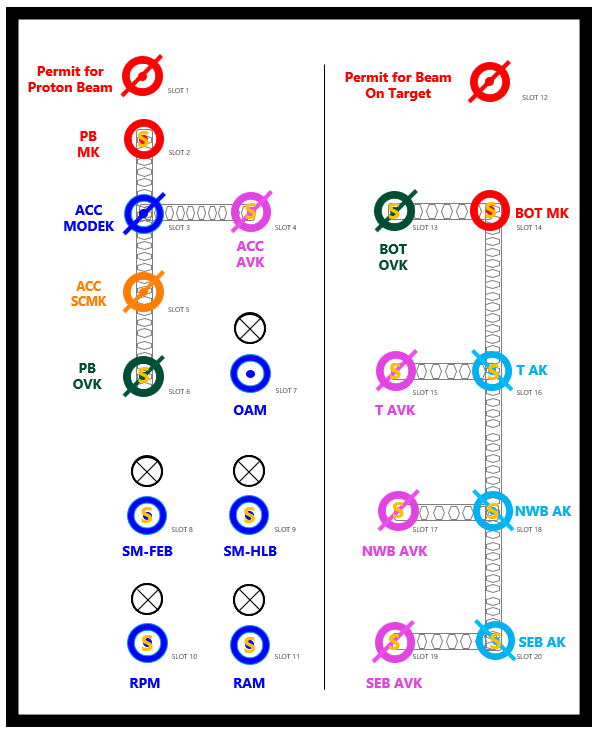 Permit for
Proton Beam
SLOT 1
PB
MK
S
SLOT 2
ACC
MODEK
SLOT 3
S
SLOT 4
ACC
AVK
ACC
SCMK
SLOT 5
PB
OVK
S
SLOT 6
SLOT 7
OAM
S
SLOT 8
SM-FEB
S
SLOT 9
SM-HLB
S
SLOT 10
RPM
S
SLOT 11
RAM
Permit for Beam
On Target
SLOT 12
S
SLOT 13
BOT
OVK
S
BOT MK
SLOT 14
S
SLOT 15
T AVK
S
T AK
SLOT 16
S
SLOT 17
NWB AVK
S
NWB AK
SLOT 18
S
SLOT 19
SEB AVK
S
SEB AK
SLOT 20